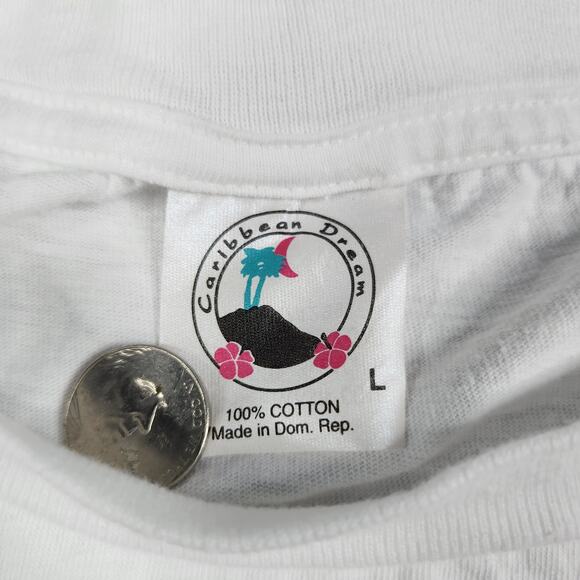 Caribbean Dream
L
100% COTTON
Made in Dom. Rep.